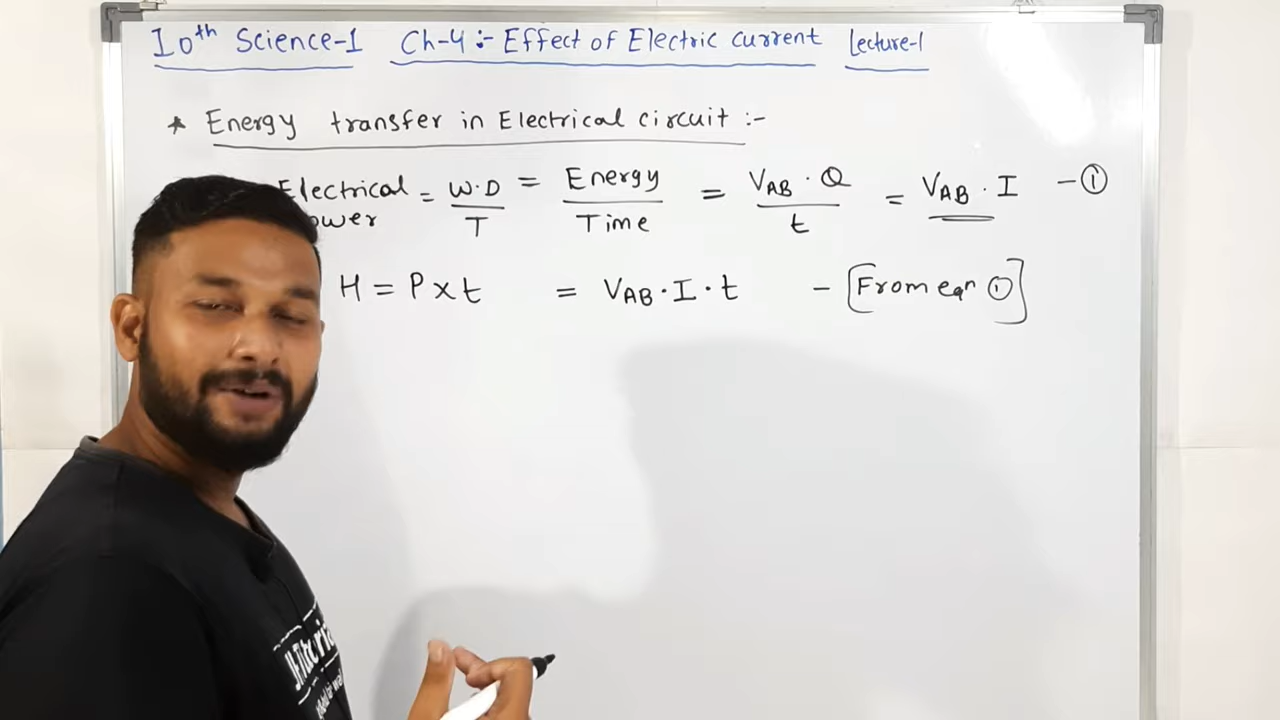 10th Science-1 Ch-4 :- Effect of Electric current Lecture-1
* Energy transfer in Electrical circuit :-
Electrical ower = W.D / T = Energy / Time = VAB . Q / t = VAB . I - ①
H = P x t = VAB . I . t - [From eqn ①]